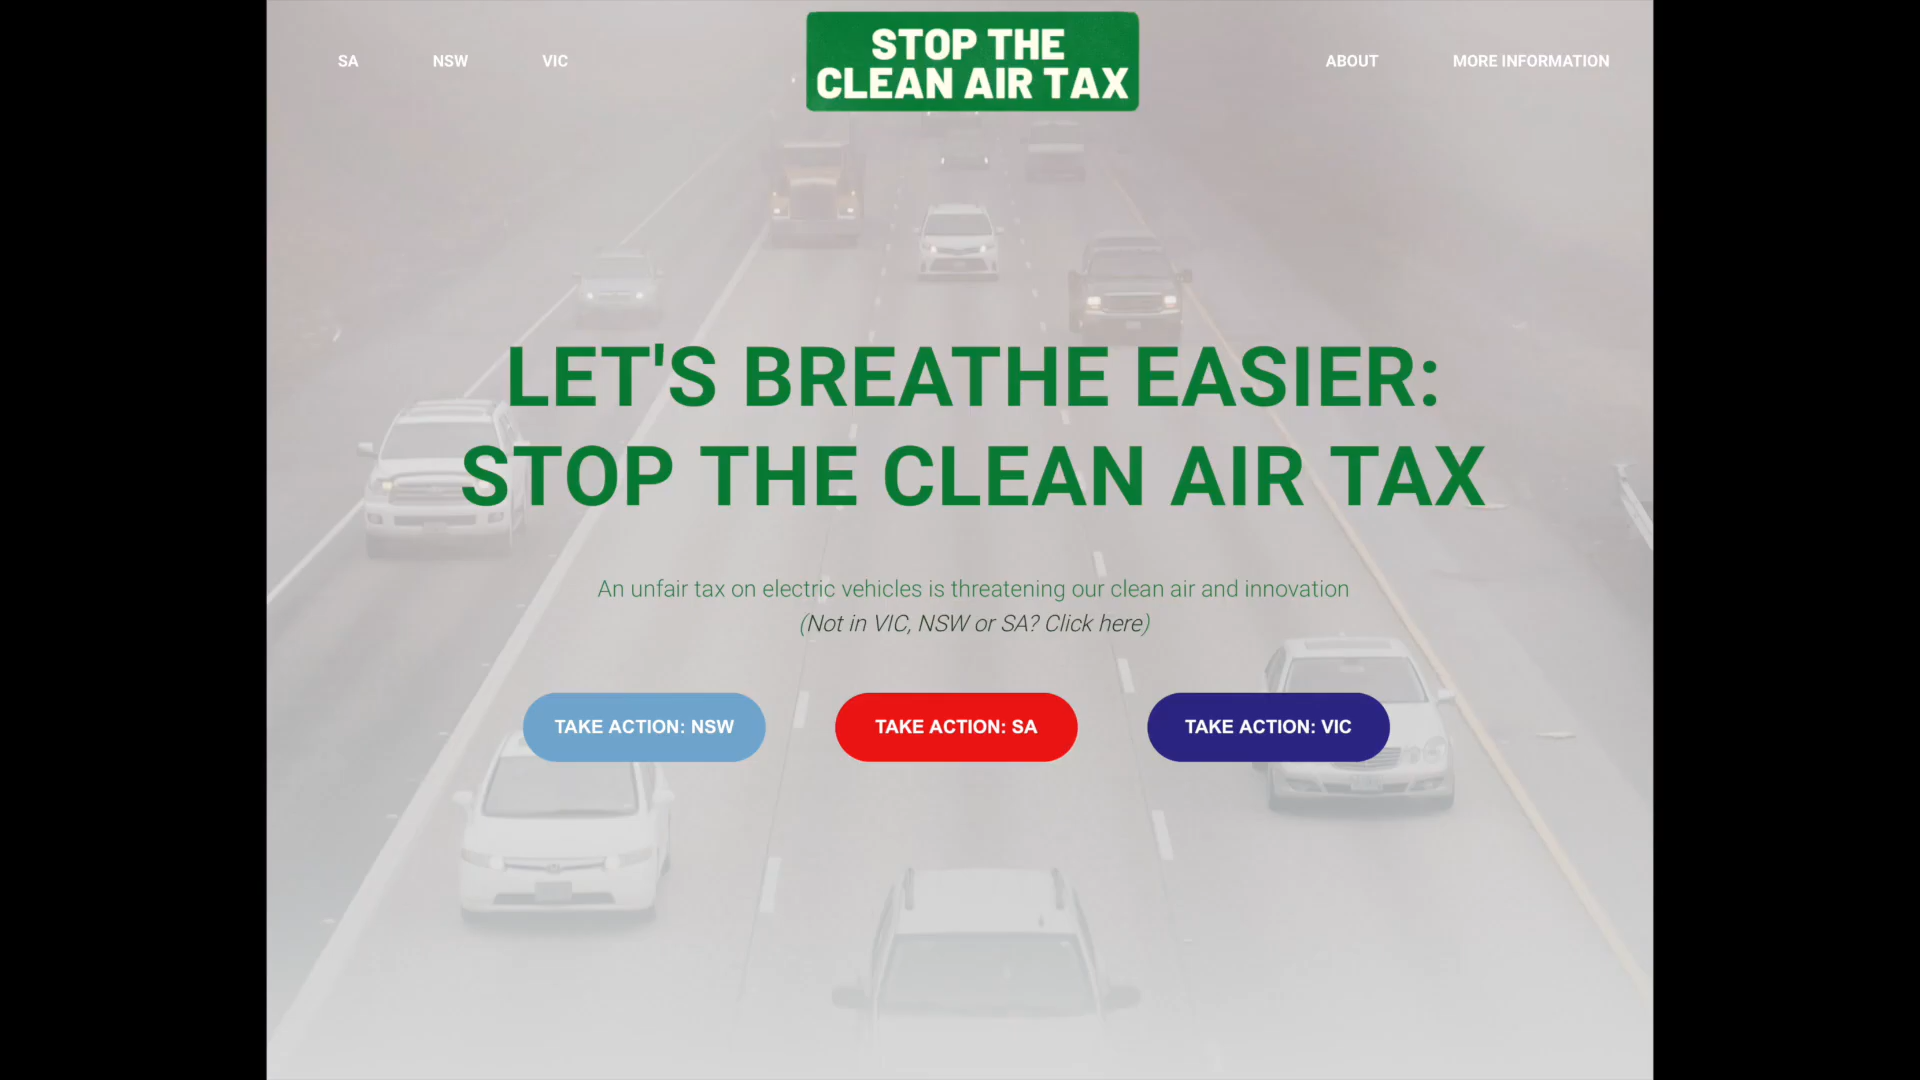 SA
NSW
VIC
STOP THE
CLEAN AIR TAX
ABOUT
MORE INFORMATION
LET'S BREATHE EASIER:
STOP THE CLEAN AIR TAX
An unfair tax on electric vehicles is threatening our clean air and innovation
(Not in VIC, NSW or SA? Click here)
TAKE ACTION: NSW
TAKE ACTION: SA
TAKE ACTION: VIC